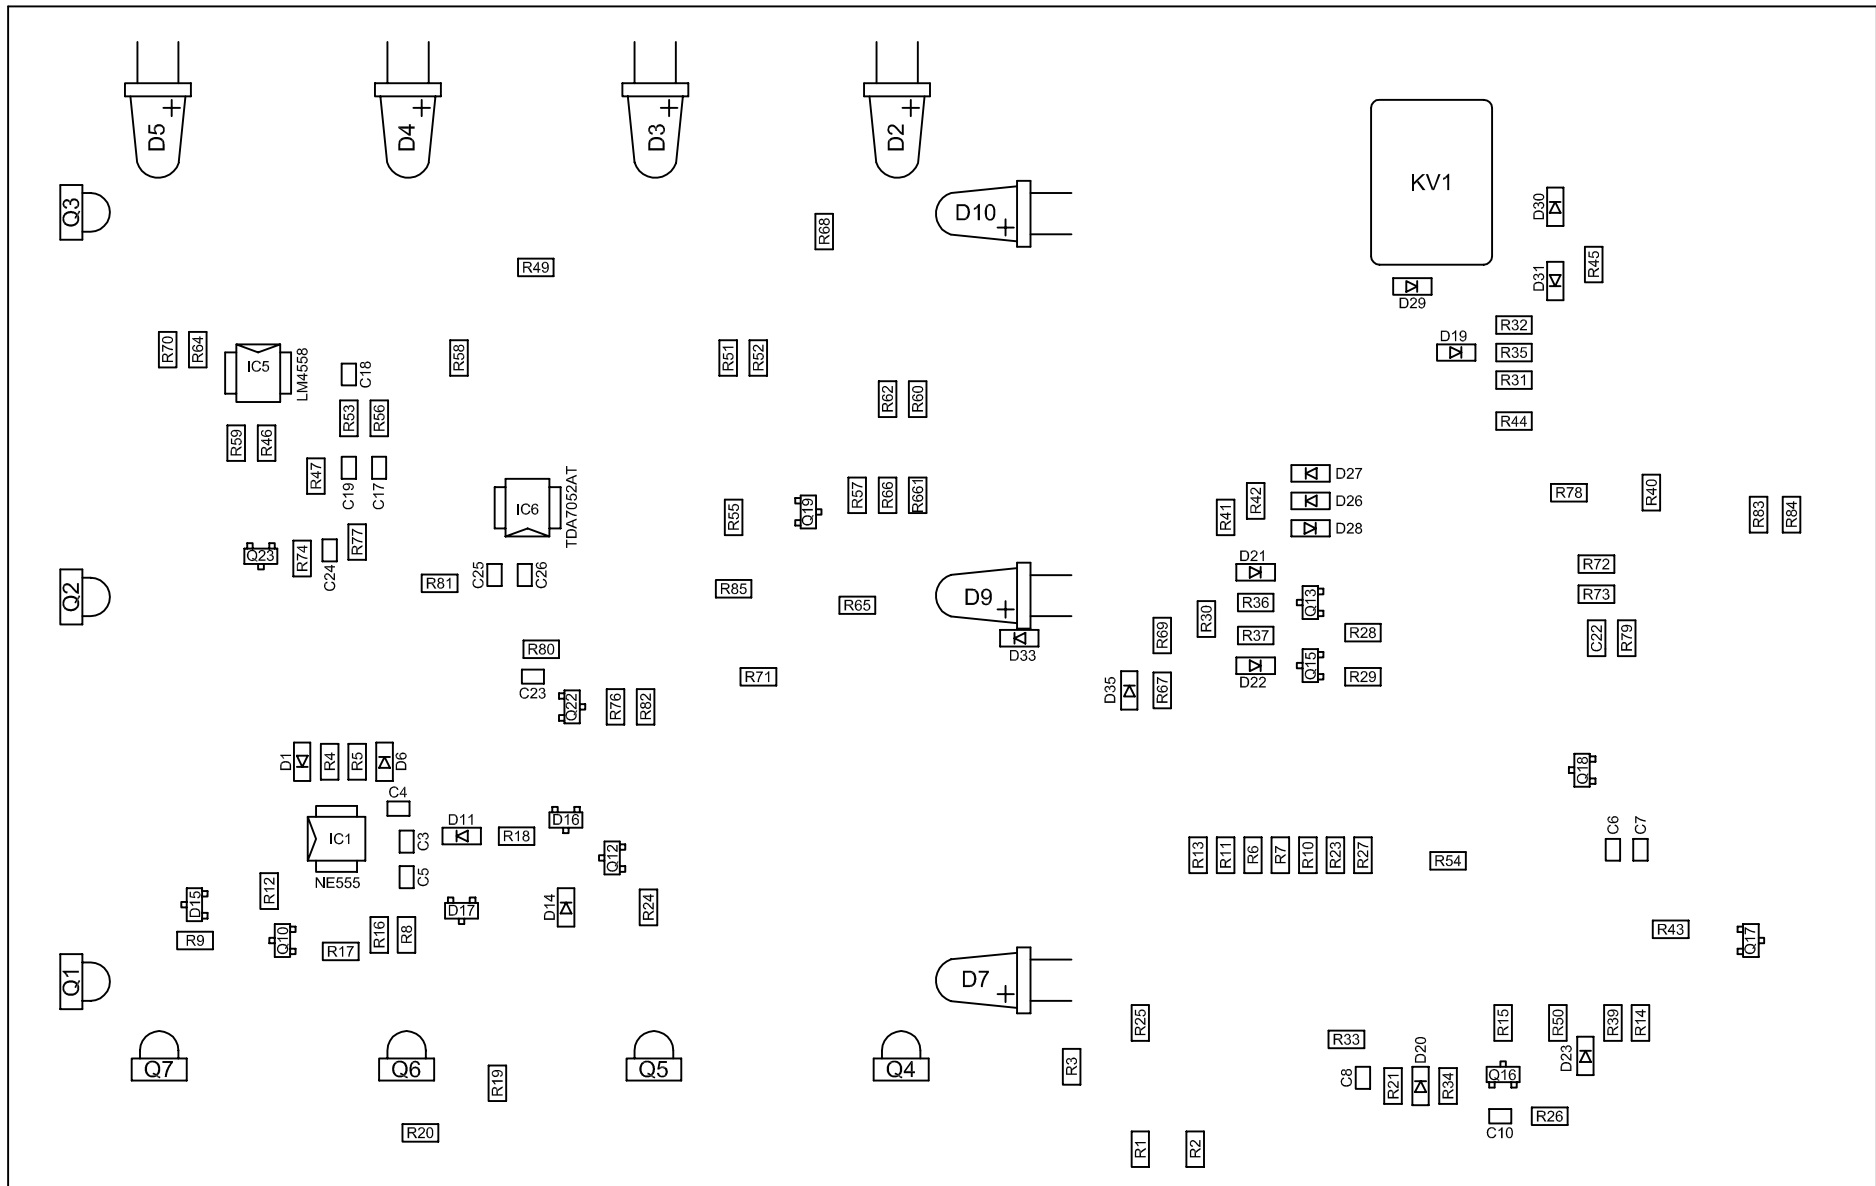 D5
+
D4
+
D3
+
D2
+
KV1
Q3
D10
+
R68
D30
R49
D31
R45
D29
R70
R64
IC5
LM4558
C18
R58
R51
R52
D19
R32
R35
R31
R62
R60
R44
R59
R46
R53
R56
R47
C19
C17
IC6
TDA7052AT
R55
Q19
R57
R66
R661
R41
R42
D27
D26
D28
R78
R40
R83
R84
Q23
R74
C24
R77
R81
C25
C26
R85
R65
Q2
D9
+
D33
D21
R36
Q13
R30
R69
R37
R28
Q15
D22
R29
R72
R73
C22
R79
R80
C23
R71
D35
R67
Q22
R76
R82
D1
R4
R5
D6
Q18
C4
IC1
NE555
C3
C5
D11
R18
D16
Q12
R13
R11
R6
R7
R10
R23
R27
R54
C6
C7
R12
D15
R9
Q10
R17
R16
R8
D17
D14
R24
R43
Q17
Q1
D7
+
R25
R15
R50
R39
R14
R33
D23
Q7
Q6
Q5
Q4
R19
R3
C8
R21
D20
R34
Q16
C10
R26
R20
R1
R2